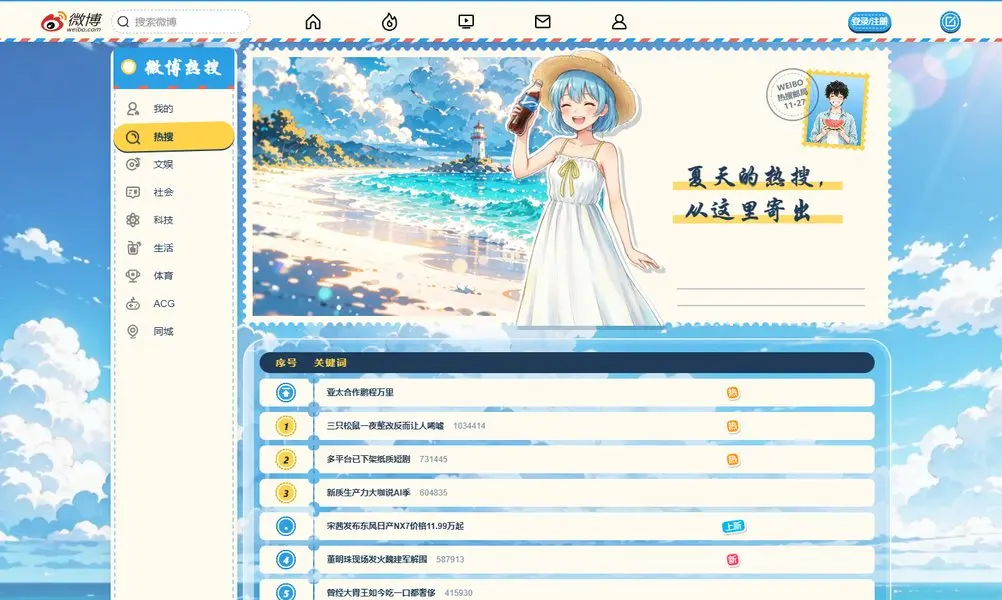 微博
weibo.com
搜索微博
登录/注册
微博热搜
我的
热搜
文娱
社会
科技
生活
体育
ACG
同城
WEIBO
热搜邮局
11·27
夏天的热搜，
从这里寄出
序号 关键词
亚太合作鹏程万里 热
1 三只松鼠一夜整改反而让人唏嘘 1034414 热
2 多平台已下架纸质短剧 731445 热
3 新质生产力大咖说AI季 604835
宋茜发布东风日产NX7价格11.99万起 上新
4 董明珠现场发火魏建军解围 587913 新
5 曾经大胃王如今吃一口都奢侈 415930